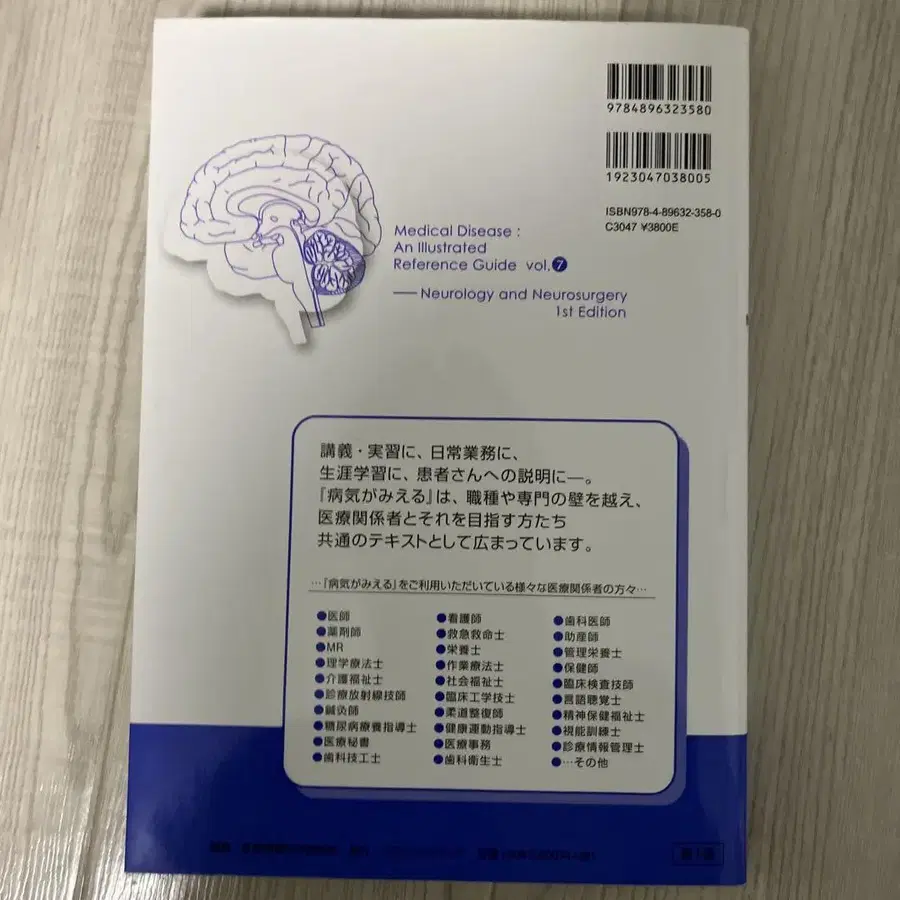 9784896323580
1923047038005
ISBN978-4-89632-358-0
C3047 ¥3800E
Medical Disease :
An Illustrated
Reference Guide vol.7
Neurology and Neurosurgery
1st Edition
講義・実習に、日常業務に、
生涯学習に、患者さんへの説明に―。
『病気がみえる』は、職種や専門の壁を越え、
医療関係者とそれを目指す方たち
共通のテキストとして広まっています。
…『病気がみえる』をご利用いただいている様々な医療関係者の方々…
●医師 ●看護師 ●歯科医師
●薬剤師 ●救急救命士 ●助産師
●MR ●栄養士 ●管理栄養士
●理学療法士 ●作業療法士 ●保健師
●介護福祉士 ●社会福祉士 ●臨床検査技師
●診療放射線技師 ●臨床工学技士 ●言語聴覚士
●鍼灸師 ●柔道整復師 ●精神保健福祉士
●糖尿病療養指導士 ●健康運動指導士 ●視能訓練士
●医療秘書 ●医療事務 ●診療情報管理士
●歯科技工士 ●歯科衛生士 ●…その他
第1版